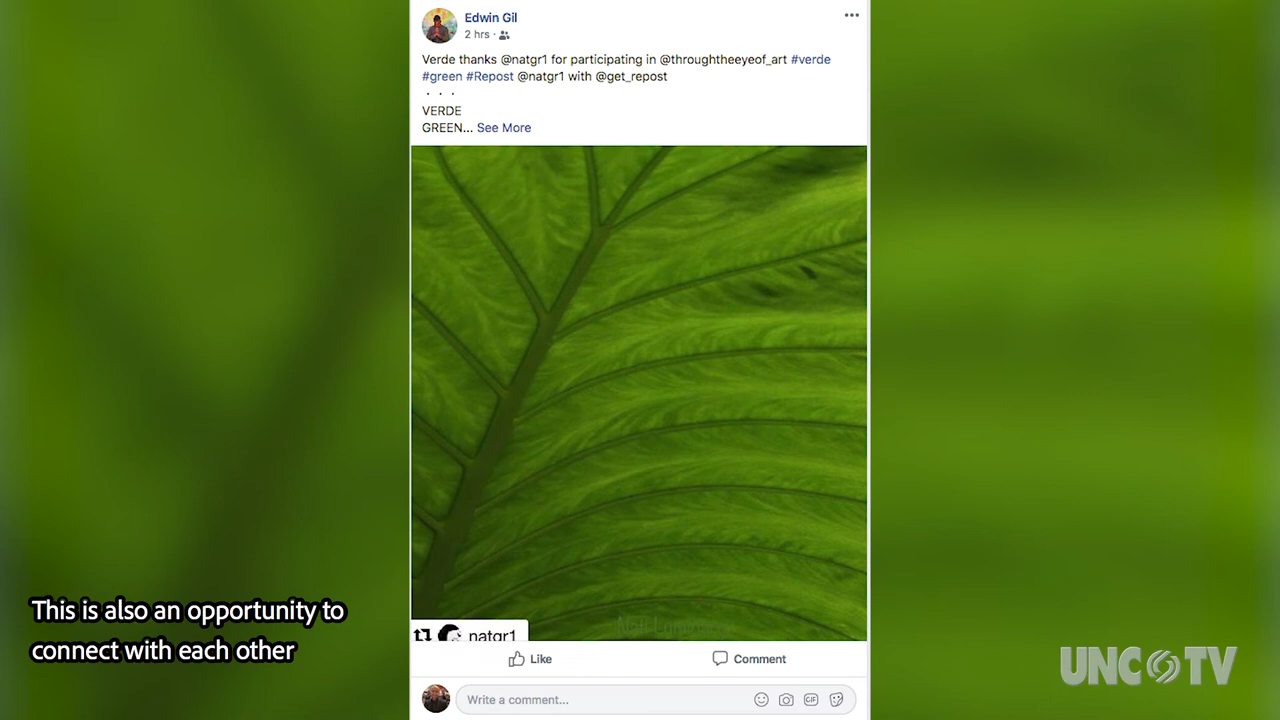 Edwin Gil
2 hrs ·
Verde thanks @natgr1 for participating in @throughtheeyeof_art #verde
#green #Repost @natgr1 with @get_repost
· · ·
VERDE
GREEN... See More
natgr1
Like
Comment
Write a comment...
GIF
This is also an opportunity to
connect with each other
UNC TV